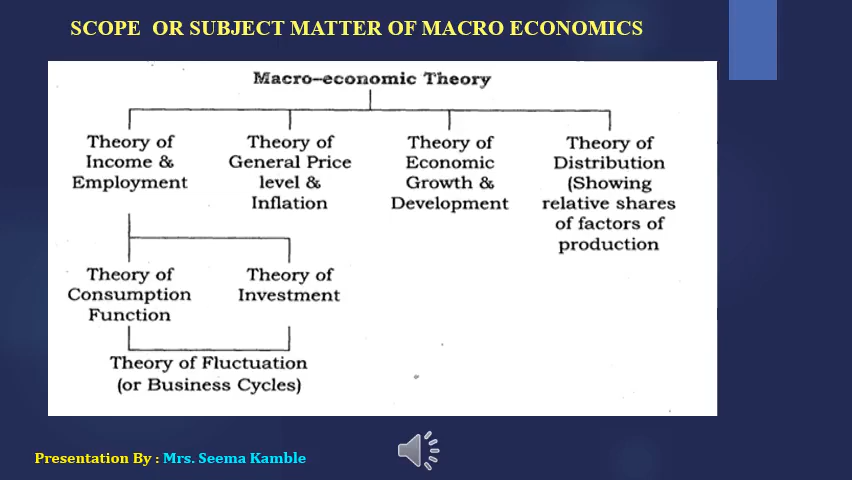 SCOPE OR SUBJECT MATTER OF MACRO ECONOMICS
Macro-economic Theory
Theory of
Income &
Employment
Theory of
General Price
level &
Inflation
Theory of
Economic
Growth &
Development
Theory of
Distribution
(Showing
relative shares
of factors of
production
Theory of
Consumption
Function
Theory of
Investment
Theory of Fluctuation
(or Business Cycles)
Presentation By : Mrs. Seema Kamble